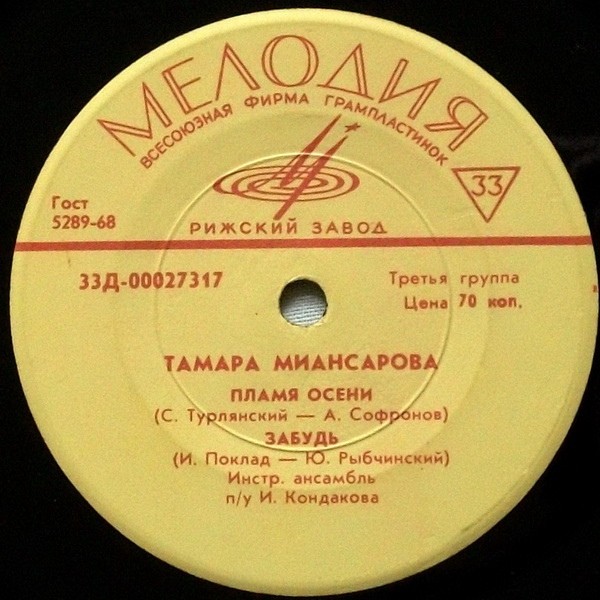 МЕЛОДИЯ
ВСЕСОЮЗНАЯ ФИРМА ГРАМПЛАСТИНОК
33
Гост
5289-68
РИЖСКИЙ ЗАВОД
33Д-00027317
Третья группа
Цена 70 коп.
ТАМАРА МИАНСАРОВА
ПЛАМЯ ОСЕНИ
(С. Турлянский — А. Софронов)
ЗАБУДЬ
(И. Поклад — Ю. Рыбчинский)
Инстр. ансамбль
п/у И. Кондакова